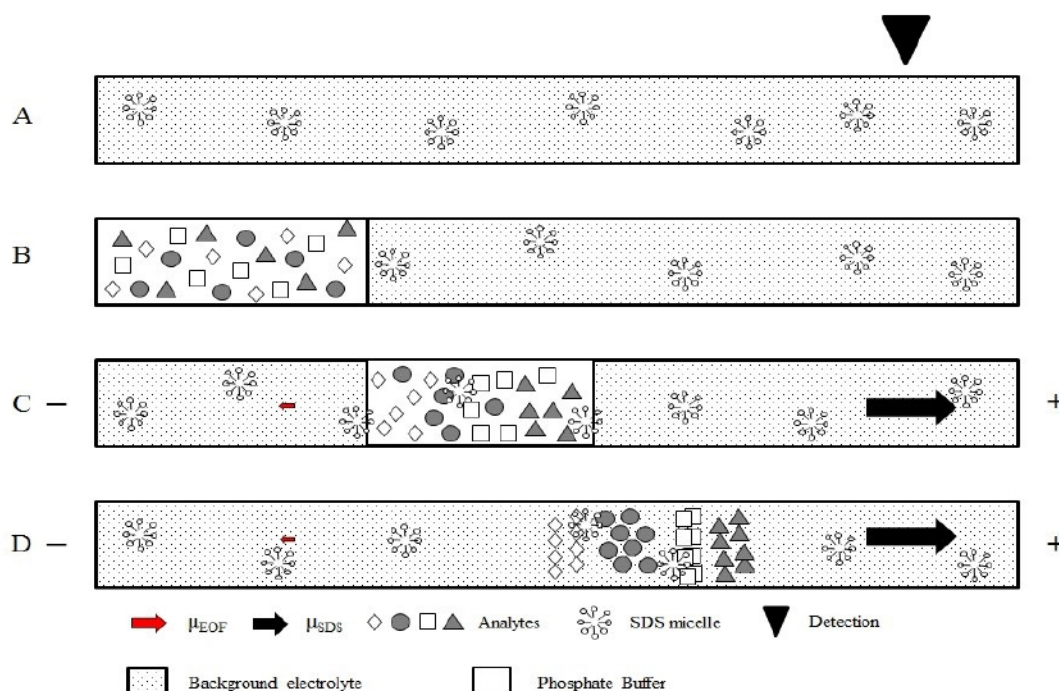 A
B
C − +
D − +
μEOF μSDS Analytes SDS micelle Detection
Background electrolyte Phosphate Buffer